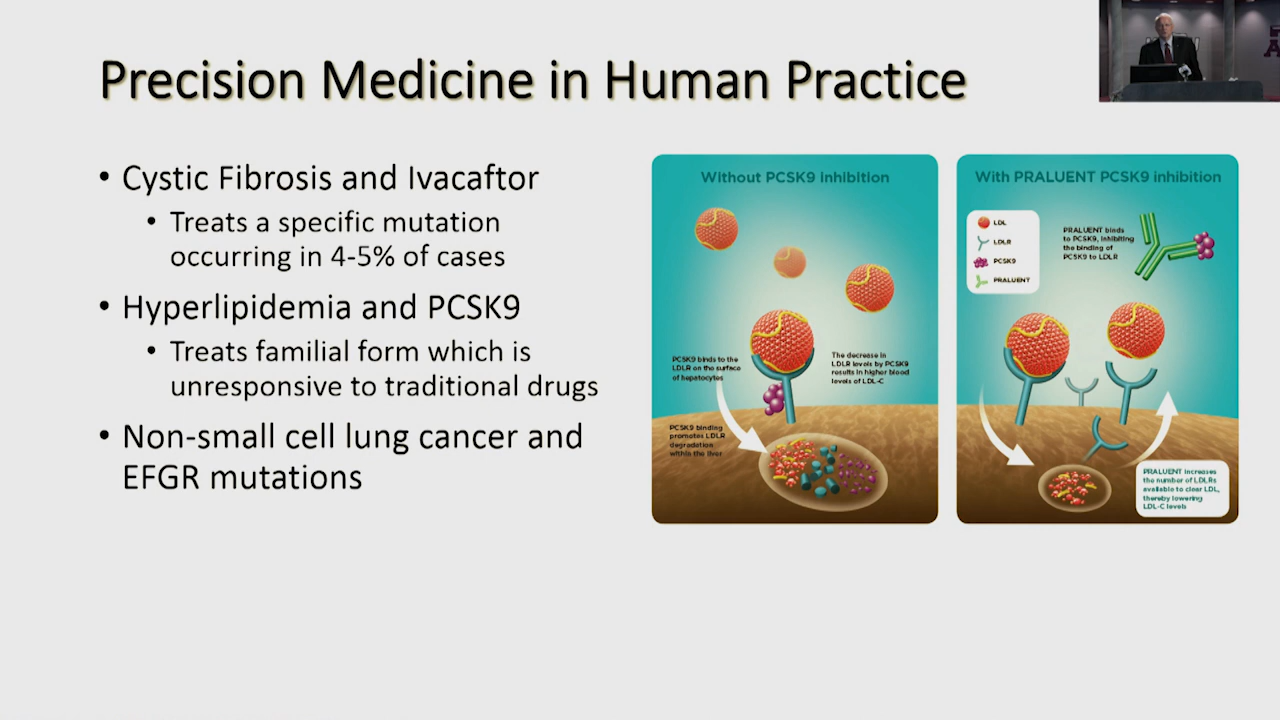 Precision Medicine in Human Practice
• Cystic Fibrosis and Ivacaftor
• Treats a specific mutation
occurring in 4-5% of cases
• Hyperlipidemia and PCSK9
• Treats familial form which is
unresponsive to traditional drugs
• Non-small cell lung cancer and
EFGR mutations
Without PCSK9 inhibition
PCSK9 binds to the
LDLR on the surface
of hepatocytes
The decrease in
LDLR levels by PCSK9
results in higher blood
levels of LDL-C
PCSK9 binding
promotes LDLR
degradation
within the liver
With PRALUENT PCSK9 inhibition
LDL
LDLR
PCSK9
PRALUENT
PRALUENT binds
to PCSK9, inhibiting
the binding of
PCSK9 to LDLR
PRALUENT increases
the number of LDLRs
available to clear LDL,
thereby lowering
LDL-C levels